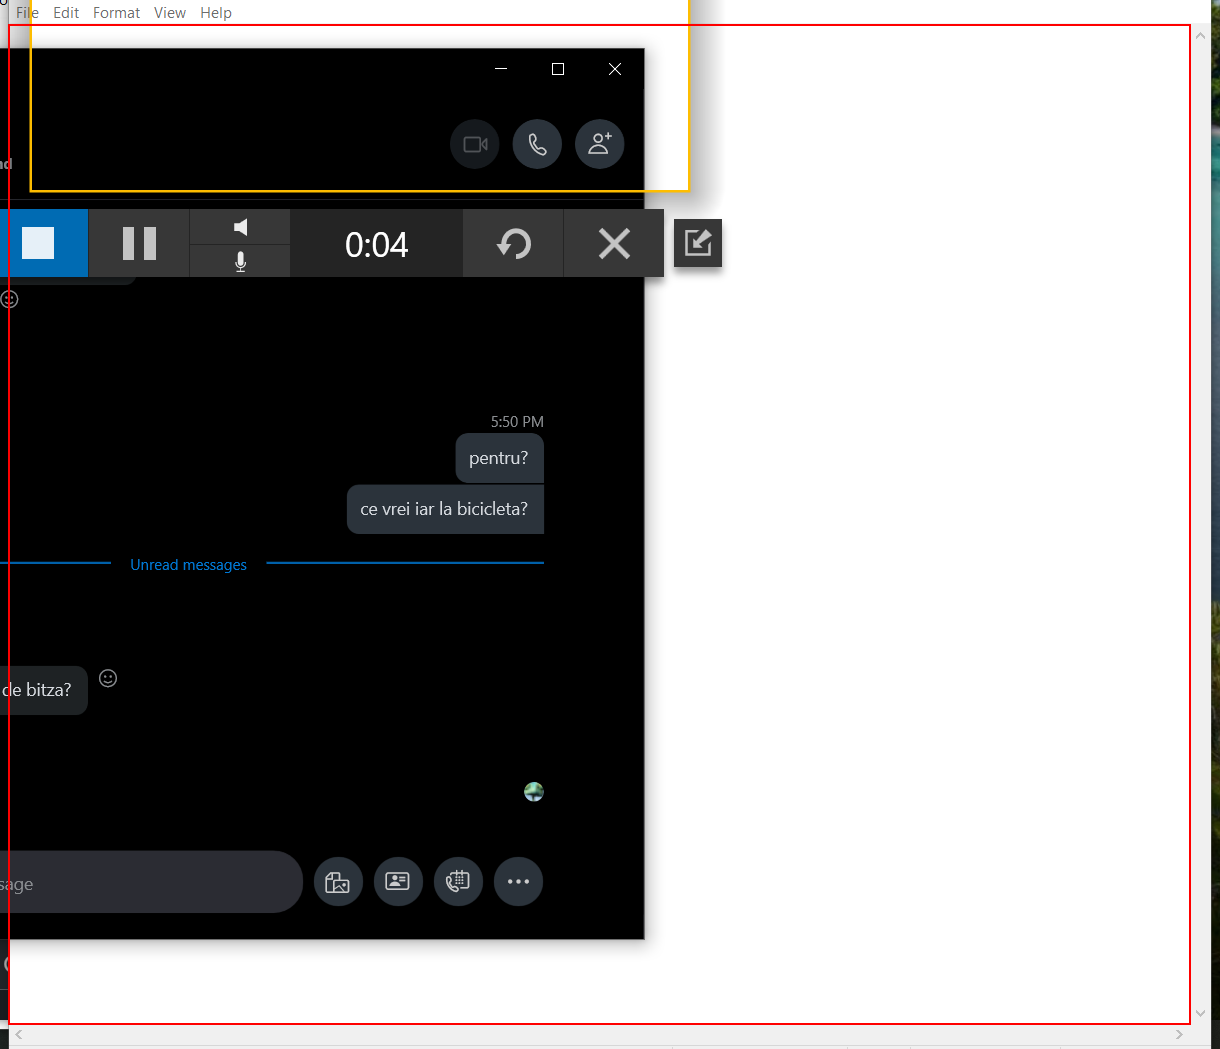 File Edit Format View Help
nd
0:04
5:50 PM
pentru?
ce vrei iar la bicicleta?
Unread messages
de bitza?
sage